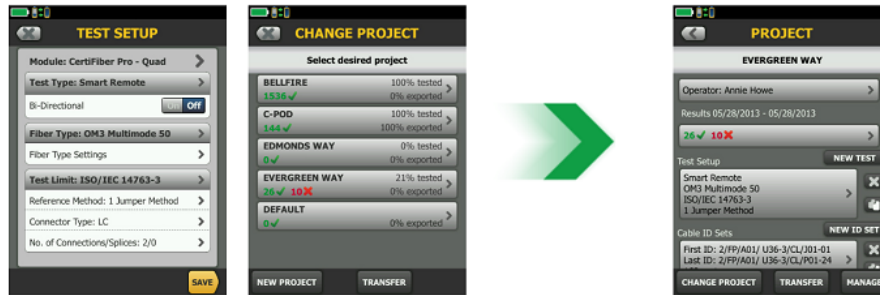 TEST SETUP
Module: CertiFiber Pro - Quad
Test Type: Smart Remote
Bi-Directional On Off
Fiber Type: OM3 Multimode 50
Fiber Type Settings
Test Limit: ISO/IEC 14763-3
Reference Method: 1 Jumper Method
Connector Type: LC
No. of Connections/Splices: 2/0
SAVE
CHANGE PROJECT
Select desired project
BELLFIRE 100% tested
1536 ✓ 0% exported
C-POD 100% tested
144 ✓ 100% exported
EDMONDS WAY 0% tested
0 ✓ 0% exported
EVERGREEN WAY 21% tested
26 ✓ 10 ✗ 0% exported
DEFAULT
0 ✓ 0% exported
NEW PROJECT TRANSFER
PROJECT
EVERGREEN WAY
Operator: Annie Howe
Results 05/28/2013 - 05/28/2013
26 ✓ 10 ✗
Test Setup NEW TEST
Smart Remote
OM3 Multimode 50
ISO/IEC 14763-3
1 Jumper Method
Cable ID Sets NEW ID SET
First ID: 2/FP/A01/ U36-3/CL/J01-01
Last ID: 2/FP/A01/ U36-3/CL/P01-24
CHANGE PROJECT TRANSFER MANAGE